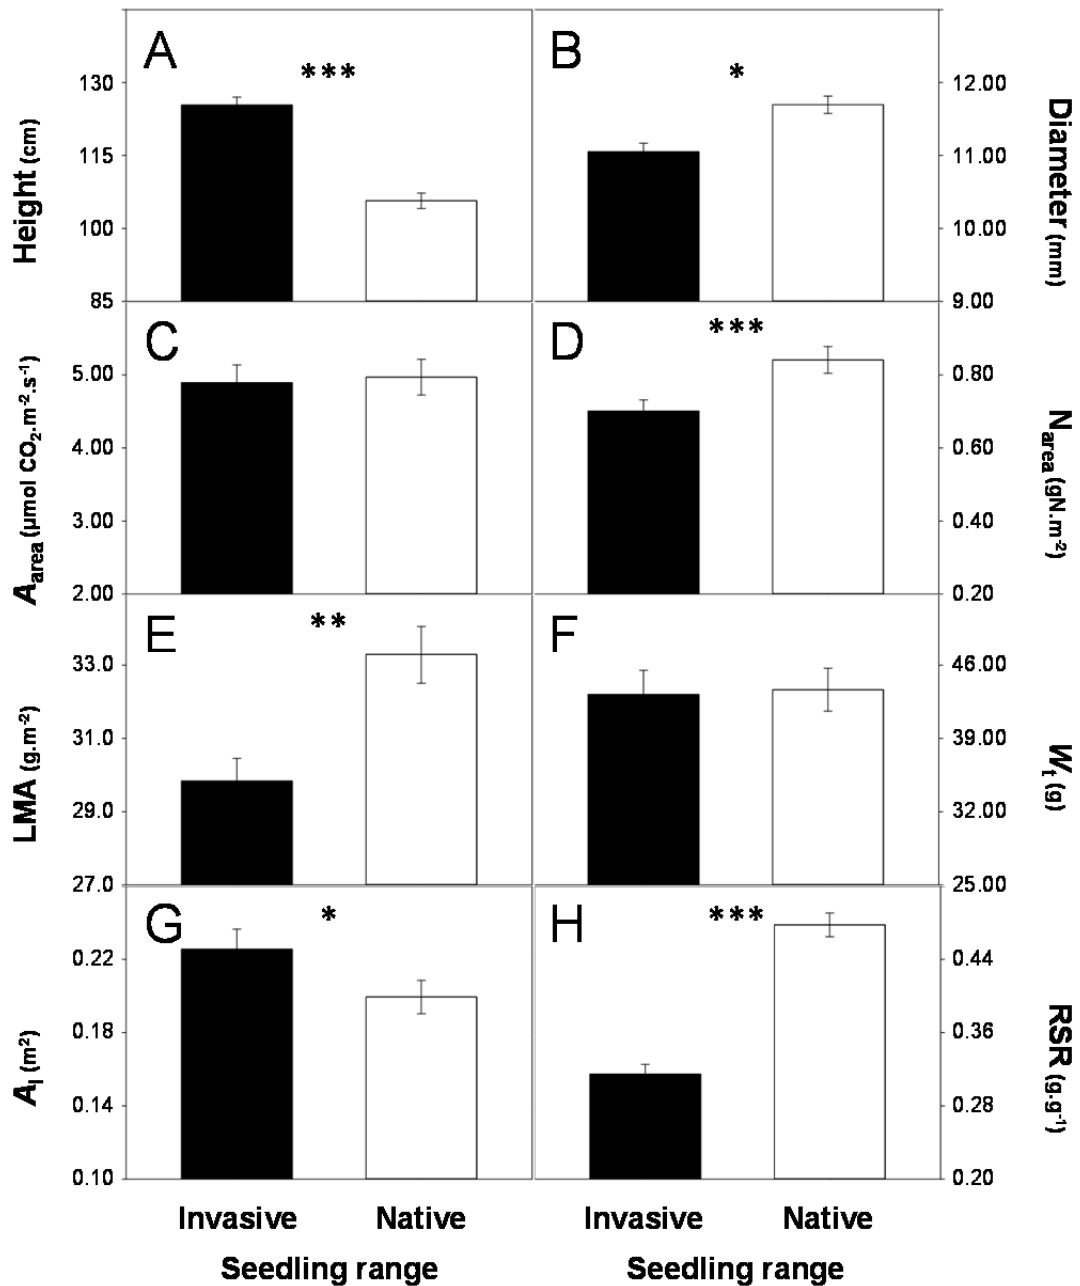 A
***
130
115
100
85
Height (cm)
B
*
12.00
11.00
10.00
9.00
Diameter (mm)
C
5.00
4.00
3.00
2.00
A_area (µmol CO₂.m⁻².s⁻¹)
D
***
0.80
0.60
0.40
0.20
N_area (gN.m⁻²)
E
**
33.0
31.0
29.0
27.0
LMA (g.m⁻²)
F
46.00
39.00
32.00
25.00
W_t (g)
G
*
0.22
0.18
0.14
0.10
A_l (m²)
H
***
0.44
0.36
0.28
0.20
RSR (g.g⁻¹)
Invasive Native Invasive Native
Seedling range Seedling range